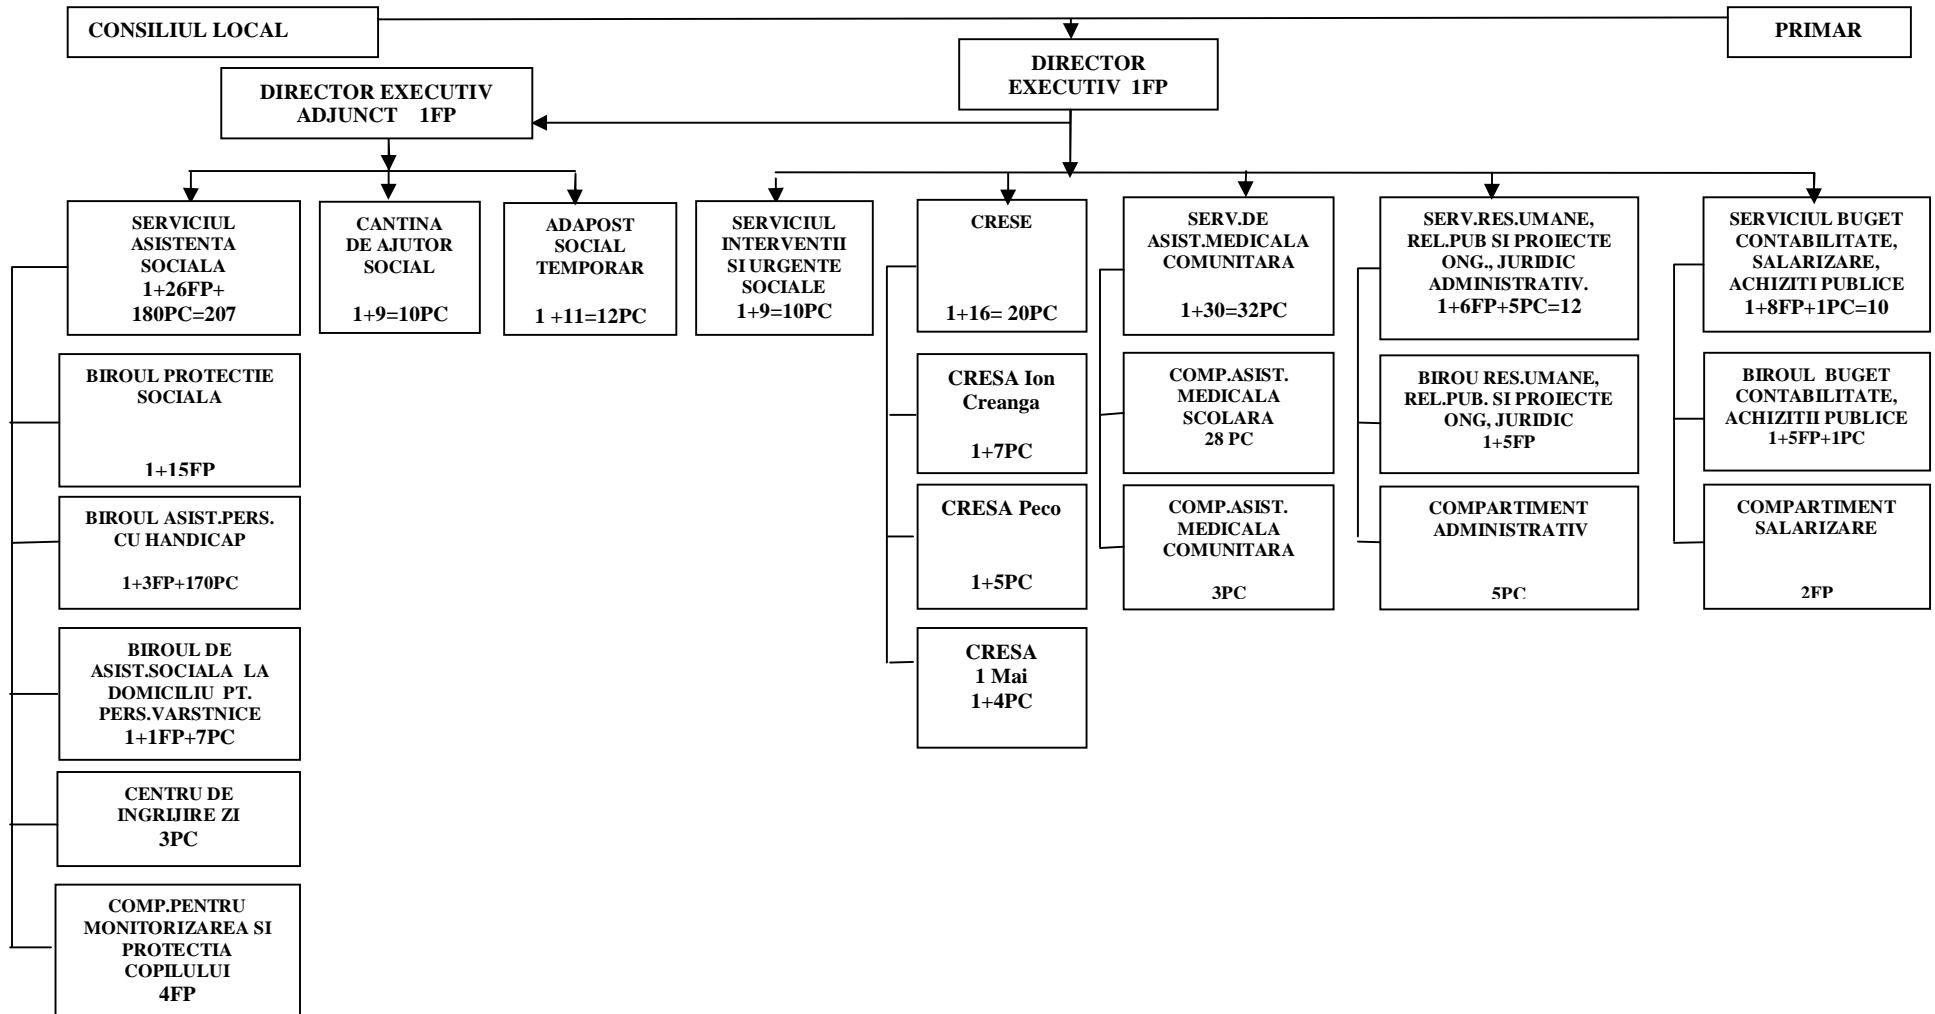 CONSILIUL LOCAL
PRIMAR
DIRECTOR
EXECUTIV 1FP
DIRECTOR EXECUTIV
ADJUNCT 1FP
SERVICIUL
ASISTENTA
SOCIALA
1+26FP+
180PC=207
CANTINA
DE AJUTOR
SOCIAL
1+9=10PC
ADAPOST
SOCIAL
TEMPORAR
1 +11=12PC
SERVICIUL
INTERVENTII
SI URGENTE
SOCIALE
1+9=10PC
CRESE
1+16= 20PC
SERV.DE
ASIST.MEDICALA
COMUNITARA
1+30=32PC
SERV.RES.UMANE,
REL.PUB SI PROIECTE
ONG., JURIDIC
ADMINISTRATIV.
1+6FP+5PC=12
SERVICIUL BUGET
CONTABILITATE,
SALARIZARE,
ACHIZITI PUBLICE
1+8FP+1PC=10
BIROUL PROTECTIE
SOCIALA
1+15FP
CRESA Ion
Creanga
1+7PC
COMP.ASIST.
MEDICALA
SCOLARA
28 PC
BIROU RES.UMANE,
REL.PUB. SI PROIECTE
ONG, JURIDIC
1+5FP
BIROUL BUGET
CONTABILITATE,
ACHIZITII PUBLICE
1+5FP+1PC
BIROUL ASIST.PERS.
CU HANDICAP
1+3FP+170PC
CRESA Peco
1+5PC
COMP.ASIST.
MEDICALA
COMUNITARA
3PC
COMPARTIMENT
ADMINISTRATIV
5PC
COMPARTIMENT
SALARIZARE
2FP
BIROUL DE
ASIST.SOCIALA LA
DOMICILIU PT.
PERS.VARSTNICE
1+1FP+7PC
CRESA
1 Mai
1+4PC
CENTRU DE
INGRIJIRE ZI
3PC
COMP.PENTRU
MONITORIZAREA SI
PROTECTIA
COPILULUI
4FP